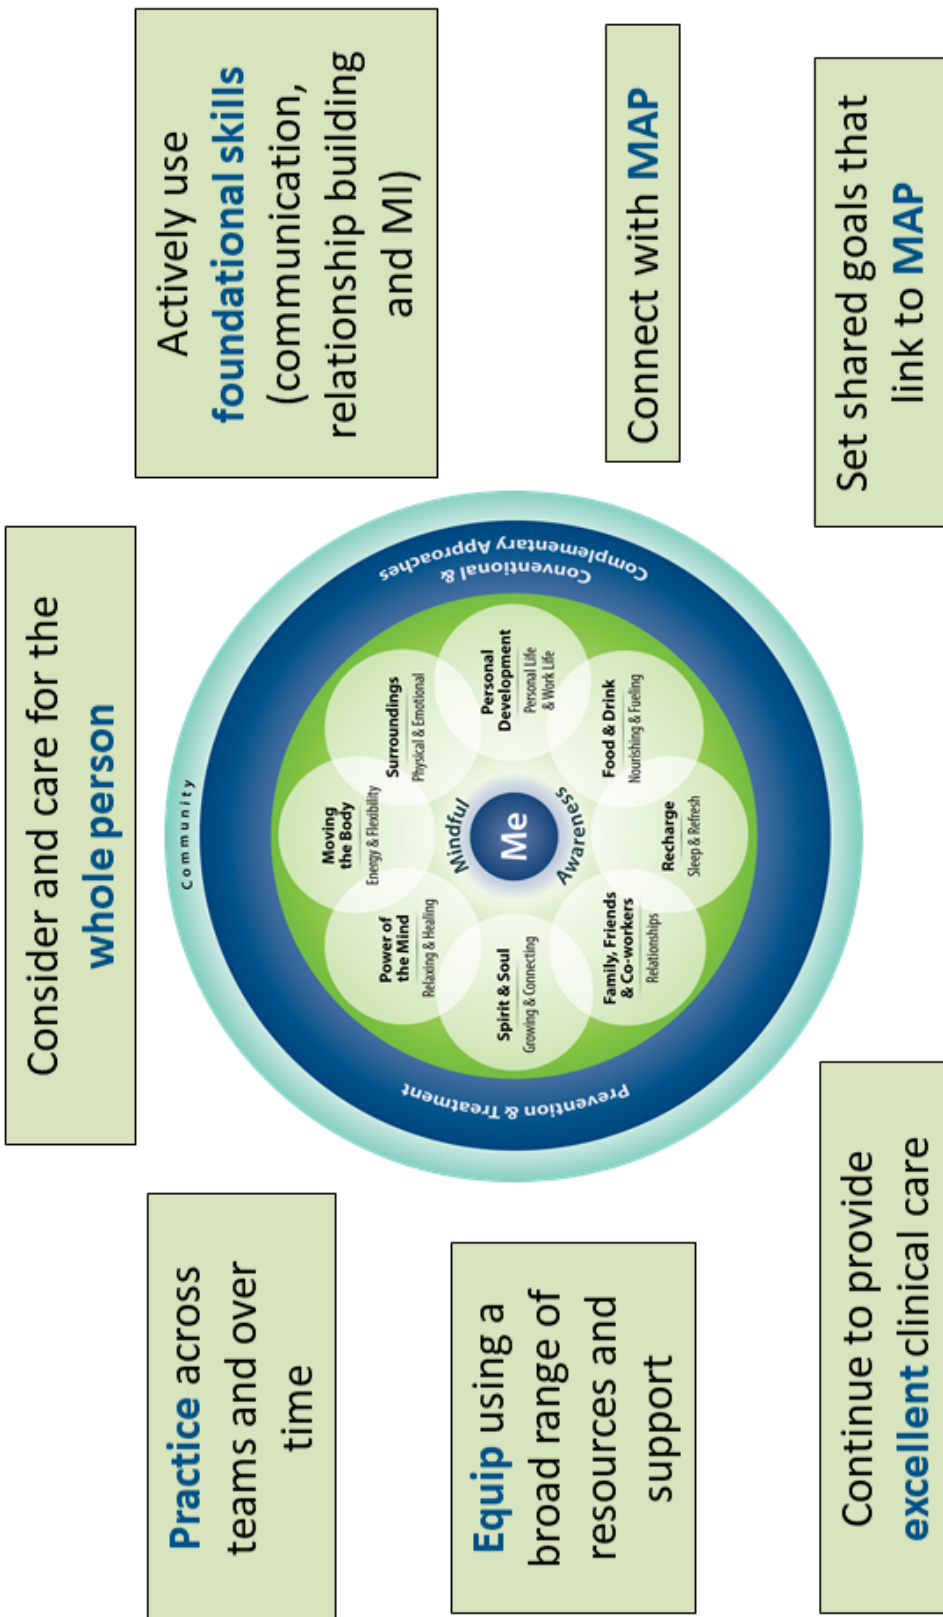 Consider and care for the
whole person
Actively use
foundational skills
(communication,
relationship building
and MI)
Connect with MAP
Set shared goals that
link to MAP
Continue to provide
excellent clinical care
Equip using a
broad range of
resources and
support
Practice across
teams and over
time
Community
Conventional &
Complementary Approaches
Prevention & Treatment
Moving
the Body
Energy & Flexibility
Surroundings
Physical & Emotional
Personal
Development
Personal Life
& Work Life
Food & Drink
Nourishing & Fueling
Recharge
Sleep & Refresh
Family, Friends
& Co-workers
Relationships
Spirit & Soul
Growing & Connecting
Power of
the Mind
Relaxing & Healing
Mindful
Awareness
Me